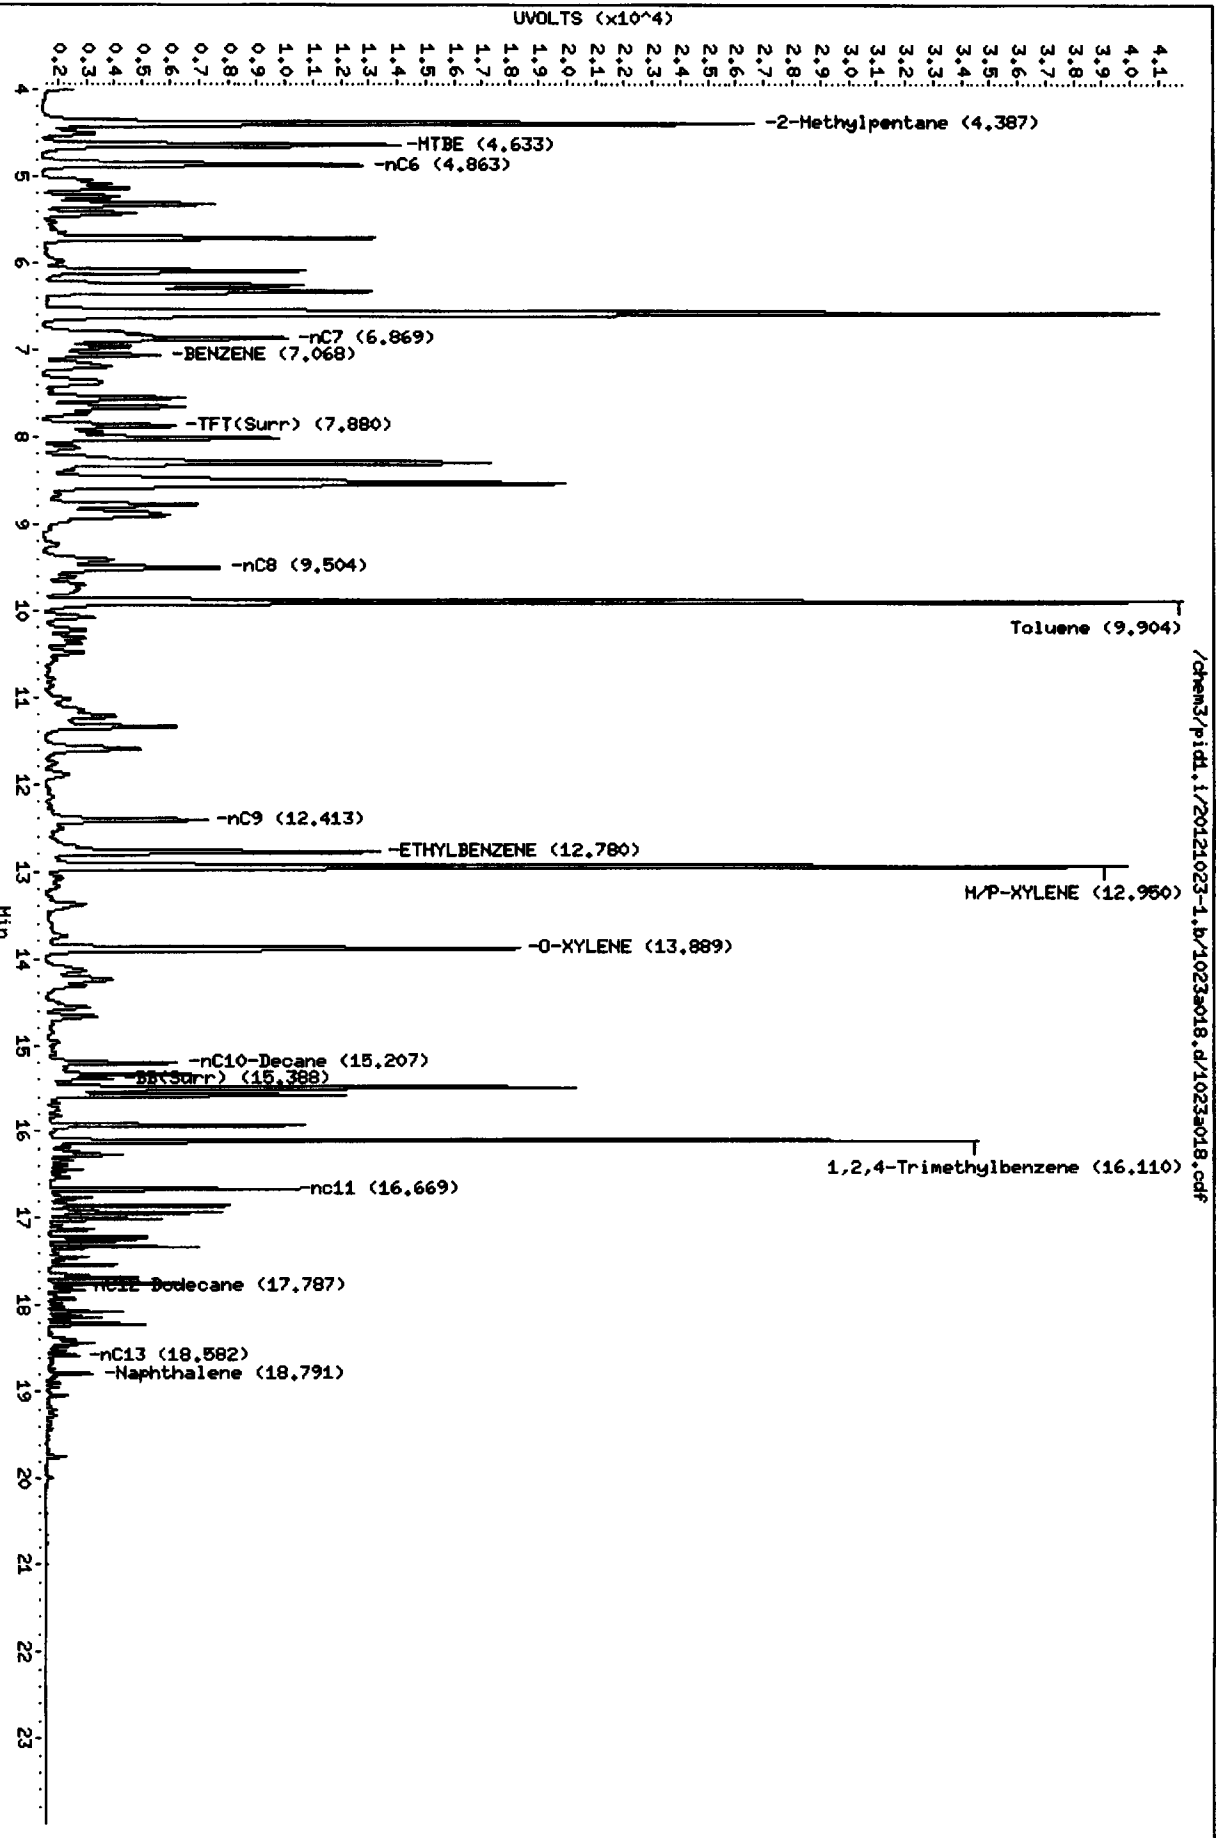 /chem3/pid1.i/20121023-1.b/1023a018.d/1023a018.cdf
UVOLTS (x10^4)
4.1
4.0
3.9
3.8
3.7
3.6
3.5
3.4
3.3
3.2
3.1
3.0
2.9
2.8
2.7
2.6
2.5
2.4
2.3
2.2
2.1
2.0
1.9
1.8
1.7
1.6
1.5
1.4
1.3
1.2
1.1
1.0
0.9
0.8
0.7
0.6
0.5
0.4
0.3
0.2
-2-Methylpentane (4.387)
-MTBE (4.633)
-nC6 (4.863)
-nC7 (6.869)
-BENZENE (7.068)
-TFT(Surr) (7.880)
-nC8 (9.504)
Toluene (9.904)
-nC9 (12.413)
-ETHYLBENZENE (12.780)
M/P-XYLENE (12.950)
-O-XYLENE (13.889)
-nC10-Decane (15.207)
-BB(Surr) (15.388)
1,2,4-Trimethylbenzene (16.110)
-nc11 (16.669)
-nC12-Dodecane (17.787)
-nC13 (18.582)
-Naphthalene (18.791)
4 5 6 7 8 9 10 11 12 13 14 15 16 17 18 19 20 21 22 23
Min